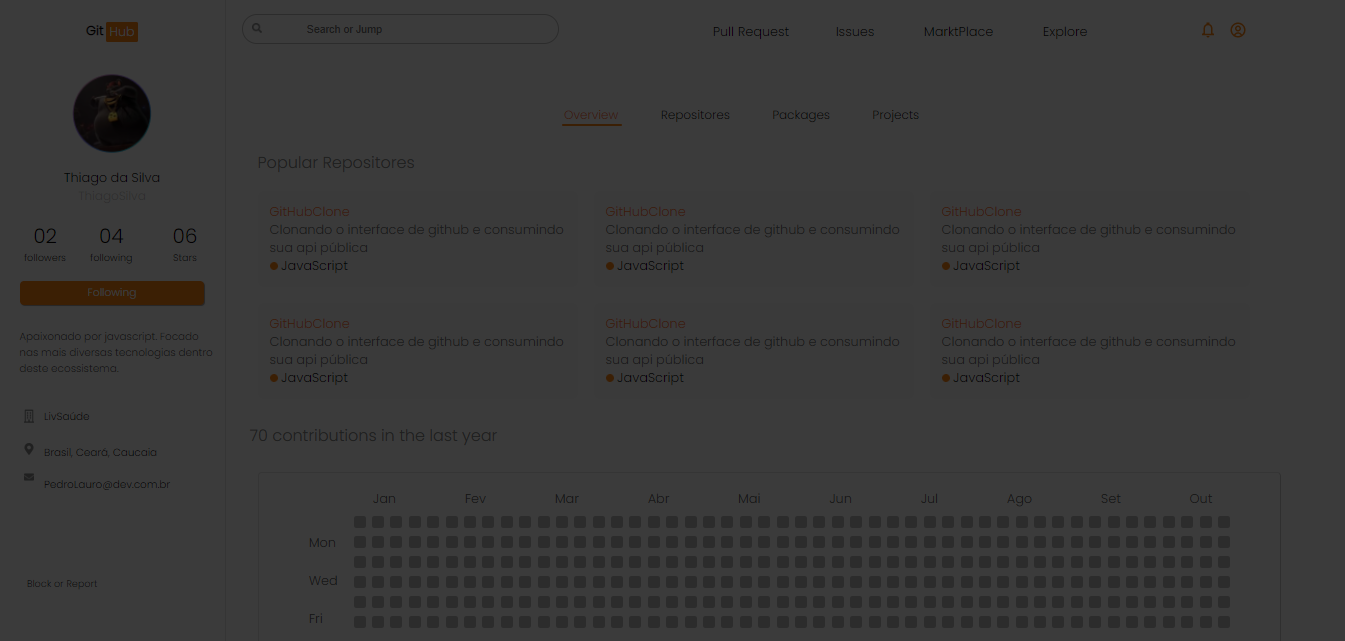 Git Hub
Search or Jump
Pull Request
Issues
MarktPlace
Explore
Thiago da Silva
ThiagoSilva
02
04
06
followers
following
Stars
Following
Apaixonado por javascript. Focado
nas mais diversas tecnologias dentro
deste ecossistema.
LivSaúde
Brasil, Ceará, Caucaia
PedroLauro@dev.com.br
Block or Report
Overview
Repositores
Packages
Projects
Popular Repositores
GitHubClone
Clonando o interface de github e consumindo
sua api pública
JavaScript
GitHubClone
Clonando o interface de github e consumindo
sua api pública
JavaScript
GitHubClone
Clonando o interface de github e consumindo
sua api pública
JavaScript
GitHubClone
Clonando o interface de github e consumindo
sua api pública
JavaScript
GitHubClone
Clonando o interface de github e consumindo
sua api pública
JavaScript
GitHubClone
Clonando o interface de github e consumindo
sua api pública
JavaScript
70 contributions in the last year
Jan
Fev
Mar
Abr
Mai
Jun
Jul
Ago
Set
Out
Mon
Wed
Fri